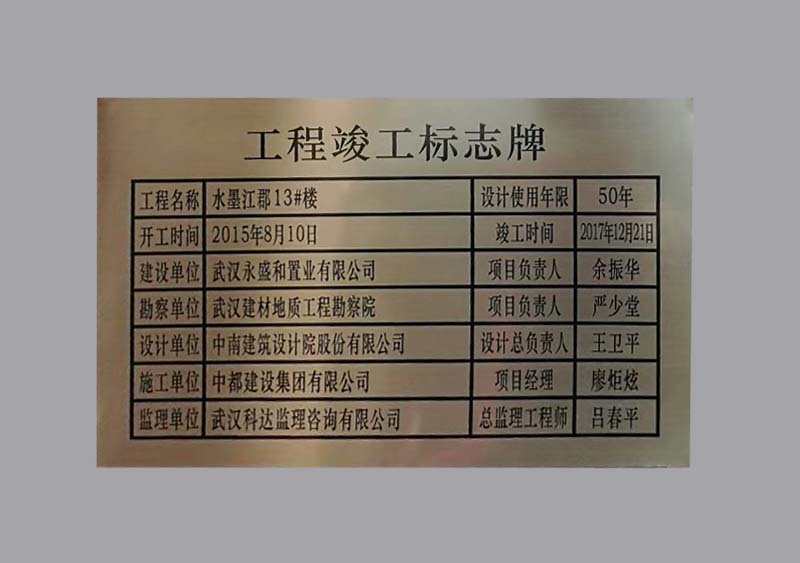 工程竣工标志牌
工程名称 水墨江郡13#楼 设计使用年限 50年
开工时间 2015年8月10日 竣工时间 2017年12月21日
建设单位 武汉永盛和置业有限公司 项目负责人 余振华
勘察单位 武汉建材地质工程勘察院 项目负责人 严少堂
设计单位 中南建筑设计院股份有限公司 设计总负责人 王卫平
施工单位 中都建设集团有限公司 项目经理 廖炬炫
监理单位 武汉科达监理咨询有限公司 总监理工程师 吕春平